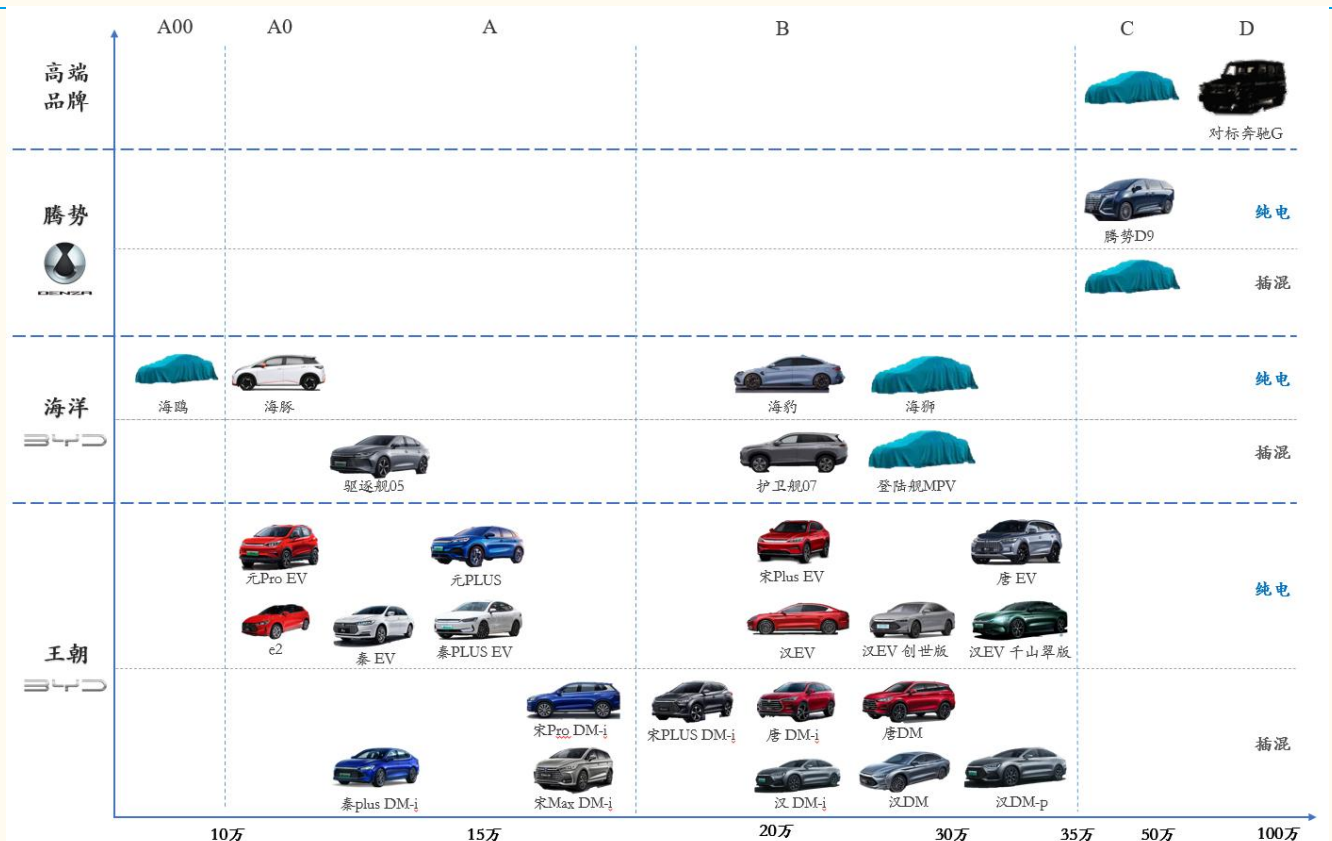 A00
A0
A
B
C
D
高端
品牌
对标奔驰G
腾势
DENZA
纯电
腾势D9
插混
海洋
BYD
纯电
海鸥
海豚
海豹
海狮
插混
驱逐舰05
护卫舰07
登陆舰MPV
王朝
BYD
纯电
元Pro EV
元PLUS
宋Plus EV
唐 EV
e2
秦 EV
秦PLUS EV
汉EV
汉EV 创世版
汉EV 千山翠版
插混
宋Pro DM-i
宋PLUS DM-i
唐 DM-i
唐DM
秦plus DM-i
宋Max DM-i
汉 DM-i
汉DM
汉DM-p
10万
15万
20万
30万
35万
50万
100万